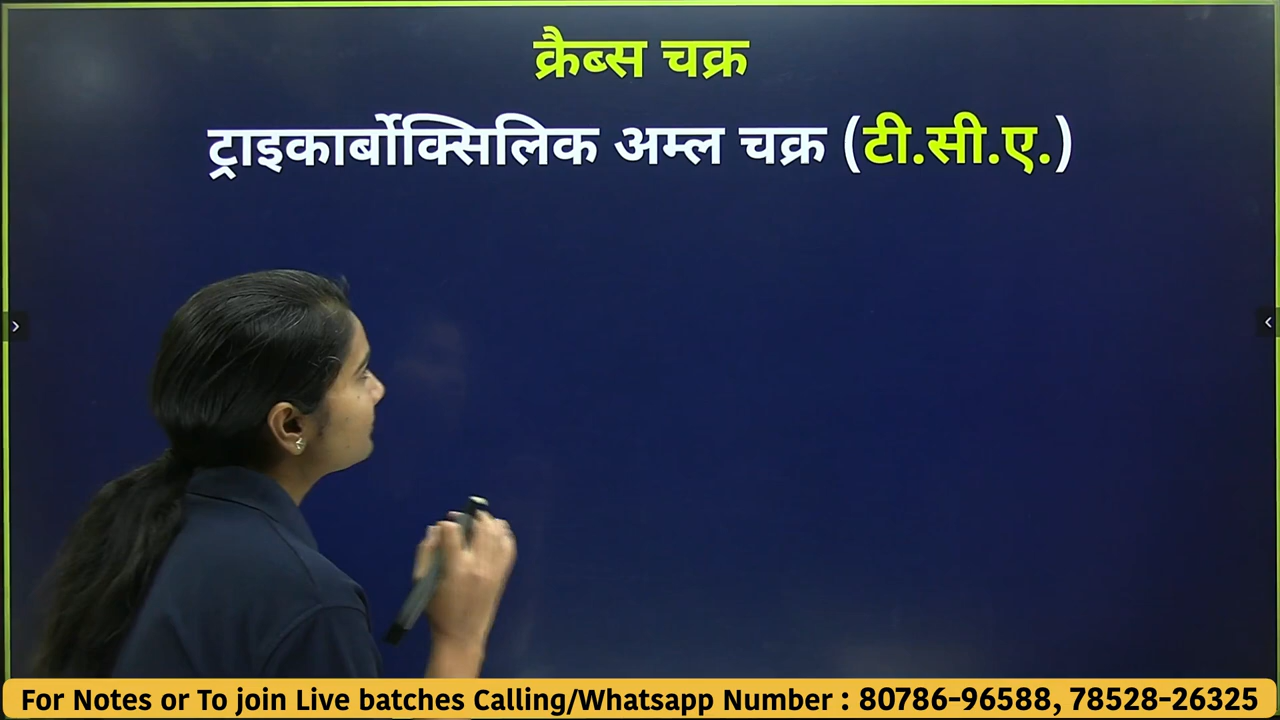 क्रैब्स चक्र
ट्राइकार्बोक्सिलिक अम्ल चक्र (टी.सी.ए.)
For Notes or To join Live batches Calling/Whatsapp Number : 80786-96588, 78528-26325